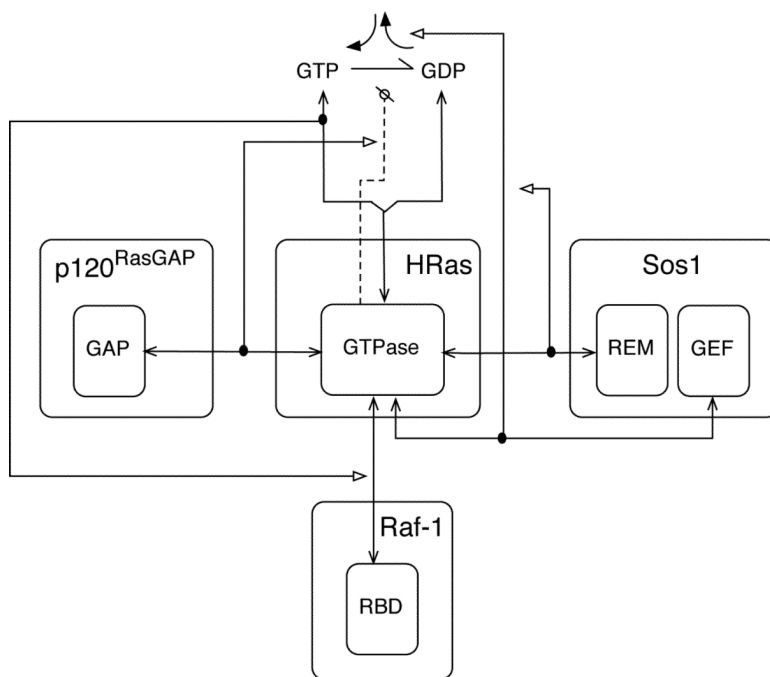 GTP
GDP
p120RasGAP
HRas
Sos1
GAP
GTPase
REM
GEF
Raf-1
RBD